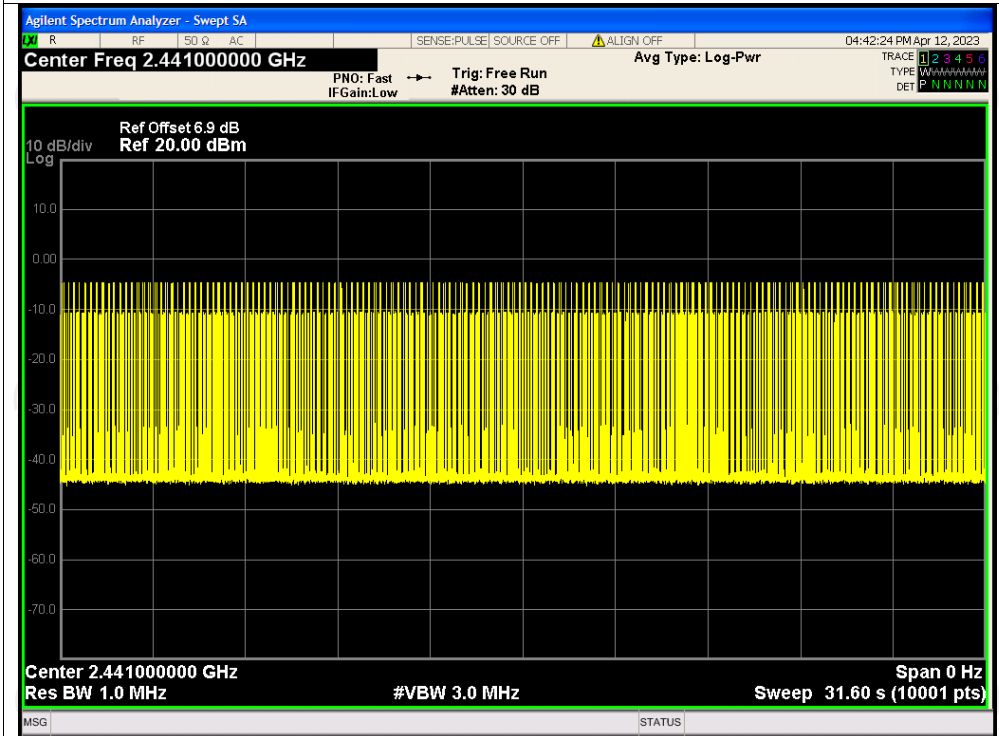 Agilent Spectrum Analyzer - Swept SA
LXI R RF 50 Ω AC SENSE:PULSE SOURCE OFF ALIGN OFF 04:42:24 PM Apr 12, 2023
Center Freq 2.441000000 GHz Avg Type: Log-Pwr TRACE 1 2 3 4 5 6
PNO: Fast Trig: Free Run TYPE W
IFGain:Low #Atten: 30 dB DET P N N N N N
Ref Offset 6.9 dB
10 dB/div Ref 20.00 dBm
Log
10.0
0.00
-10.0
-20.0
-30.0
-40.0
-50.0
-60.0
-70.0
Center 2.441000000 GHz Span 0 Hz
Res BW 1.0 MHz #VBW 3.0 MHz Sweep 31.60 s (10001 pts)
MSG STATUS